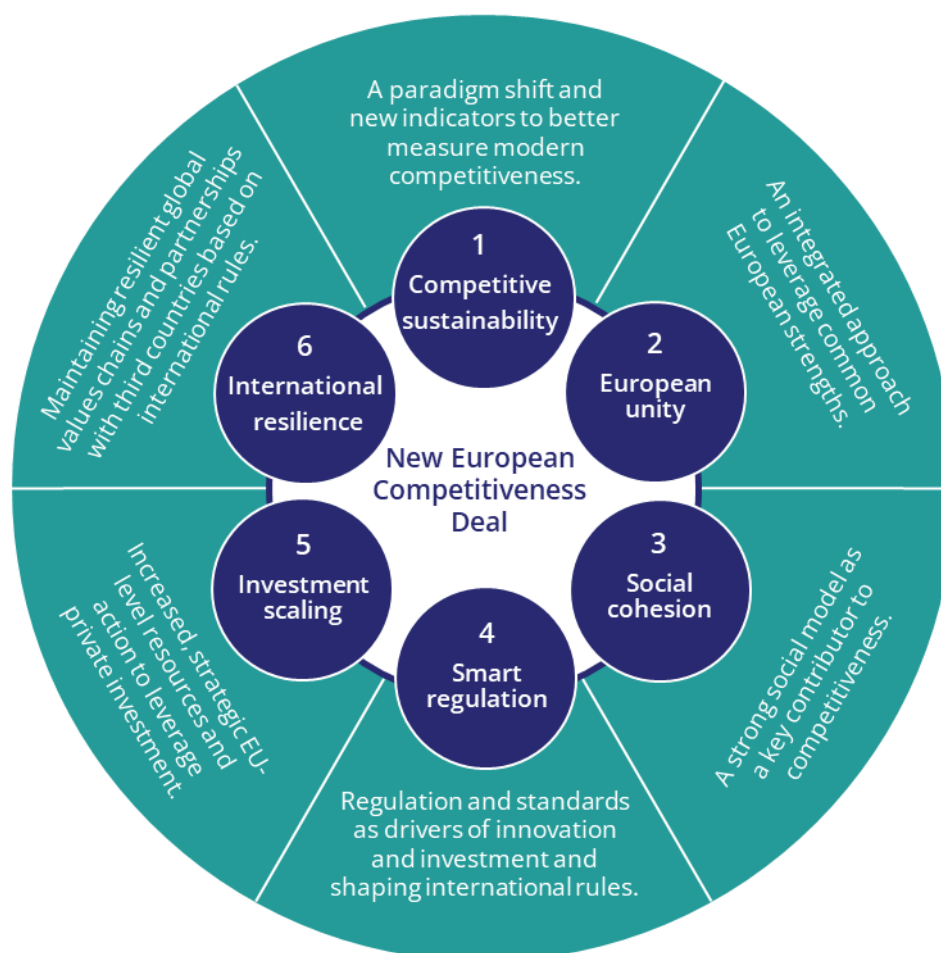 A paradigm shift and
new indicators to better
measure modern
competitiveness.
1
Competitive
sustainability
An integrated approach
to leverage common
European strengths.
2
European
unity
A strong social model as
a key contributor to
competitiveness.
3
Social
cohesion
4
Smart
regulation
Regulation and standards
as drivers of innovation
and investment and
shaping international rules.
5
Investment
scaling
Increased, strategic EU-
level resources and
action to leverage
private investment.
6
International
resilience
Maintaining resilient global
values chains and partnerships
with third countries based on
international rules.
New European
Competitiveness
Deal